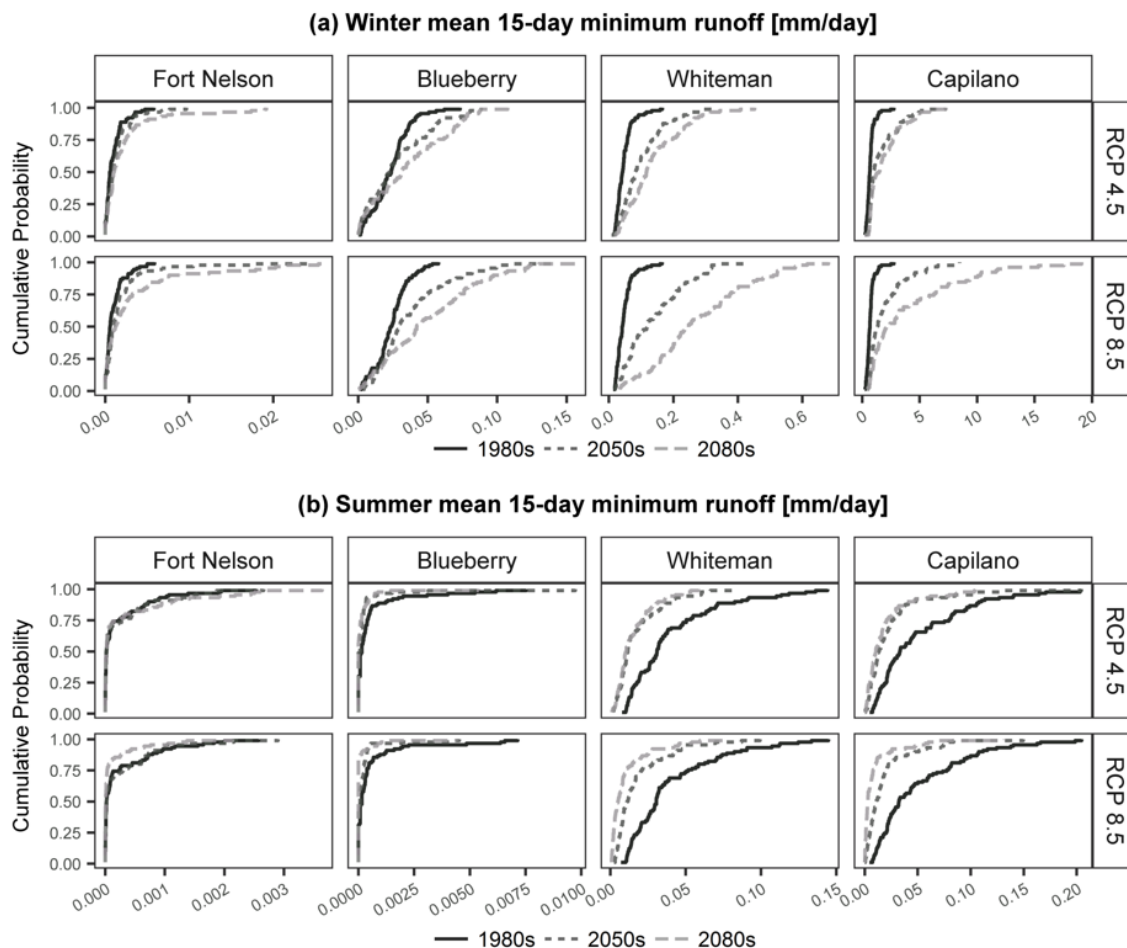 (a) Winter mean 15-day minimum runoff [mm/day]
Fort Nelson Blueberry Whiteman Capilano
Cumulative Probability
1.00
0.75
0.50
0.25
0.00
RCP 4.5
Cumulative Probability
1.00
0.75
0.50
0.25
0.00
RCP 8.5
0.00 0.01 0.02 0.00 0.05 0.10 0.15 0.0 0.2 0.4 0.6 0 5 10 15 20
1980s 2050s 2080s
(b) Summer mean 15-day minimum runoff [mm/day]
Fort Nelson Blueberry Whiteman Capilano
Cumulative Probability
1.00
0.75
0.50
0.25
0.00
RCP 4.5
Cumulative Probability
1.00
0.75
0.50
0.25
0.00
RCP 8.5
0.000 0.001 0.002 0.003 0.0000 0.0025 0.0050 0.0075 0.0100 0.00 0.05 0.10 0.15 0.00 0.05 0.10 0.15 0.20
1980s 2050s 2080s